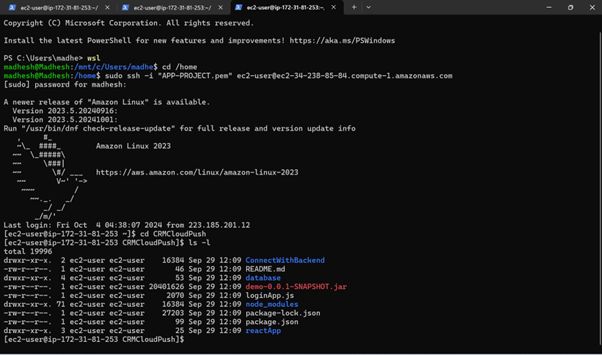 ec2-user@ip-172-31-81-253:~/
ec2-user@ip-172-31-81-253:~/
ec2-user@ip-172-31-81-253:~,
Copyright (C) Microsoft Corporation. All rights reserved.
Install the latest PowerShell for new features and improvements! https://aka.ms/PSWindows
PS C:\Users\madhe> wsl
madhesh@Madhesh:/mnt/c/Users/madhe$ cd /home
madhesh@Madhesh:/home$ sudo ssh -i "APP-PROJECT.pem" ec2-user@ec2-34-238-85-84.compute-1.amazonaws.com
[sudo] password for madhesh:
A newer release of "Amazon Linux" is available.
  Version 2023.5.20240916:
  Version 2023.5.20241001:
Run "/usr/bin/dnf check-release-update" for full release and version update info
   ,     #_
   ~\_  ####_        Amazon Linux 2023
  ~~  \_#####\
  ~~     \###|
  ~~       \#/ ___   https://aws.amazon.com/linux/amazon-linux-2023
   ~~       V~' '->
    ~~~         /
      ~~._.   _/
         _/ _/
       _/m/'
Last login: Fri Oct  4 04:38:07 2024 from 223.185.201.12
[ec2-user@ip-172-31-81-253 ~]$ cd CRMCloudPush
[ec2-user@ip-172-31-81-253 CRMCloudPush]$ ls -l
total 19996
drwxr-xr-x.  2 ec2-user ec2-user    16384 Sep 29 12:09 ConnectWithBackend
-rw-r--r--.  1 ec2-user ec2-user       46 Sep 29 12:09 README.md
drwxr-xr-x.  4 ec2-user ec2-user       53 Sep 29 12:09 database
-rw-r--r--.  1 ec2-user ec2-user 20401626 Sep 29 12:09 demo-0.0.1-SNAPSHOT.jar
-rw-r--r--.  1 ec2-user ec2-user     2070 Sep 29 12:09 loginApp.js
drwxr-xr-x. 71 ec2-user ec2-user    16384 Sep 29 12:09 node_modules
-rw-r--r--.  1 ec2-user ec2-user    27203 Sep 29 12:09 package-lock.json
-rw-r--r--.  1 ec2-user ec2-user       99 Sep 29 12:09 package.json
drwxr-xr-x.  3 ec2-user ec2-user       25 Sep 29 12:09 reactApp
[ec2-user@ip-172-31-81-253 CRMCloudPush]$